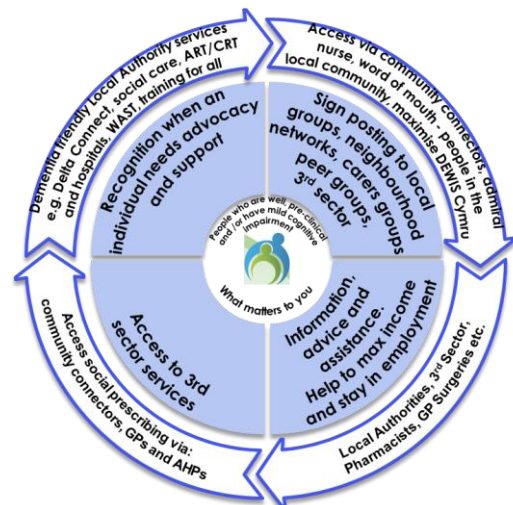 Dementia friendly Local Authority services
e.g. Delta Connect, social care, ART/CRT
and hospitals, WAST, training for all
Access via community connectors, admiral
nurse, word of mouth - people in the
local community, maximise DEWIS Cymru
Recognition when an
individual needs advocacy
and support
Sign posting to local
groups, neighbourhood
networks, carers groups
peer groups,
3rd sector
People who are well, pre-clinical
and /or have mild cognitive
impairment
What matters to you
Access to 3rd
sector services
Information,
advice and
assistance.
Help to max income
and stay in employment
Access social prescribing via:
community connectors, GPs and AHPs
Local Authorities, 3rd Sector,
Pharmacists, GP Surgeries etc.